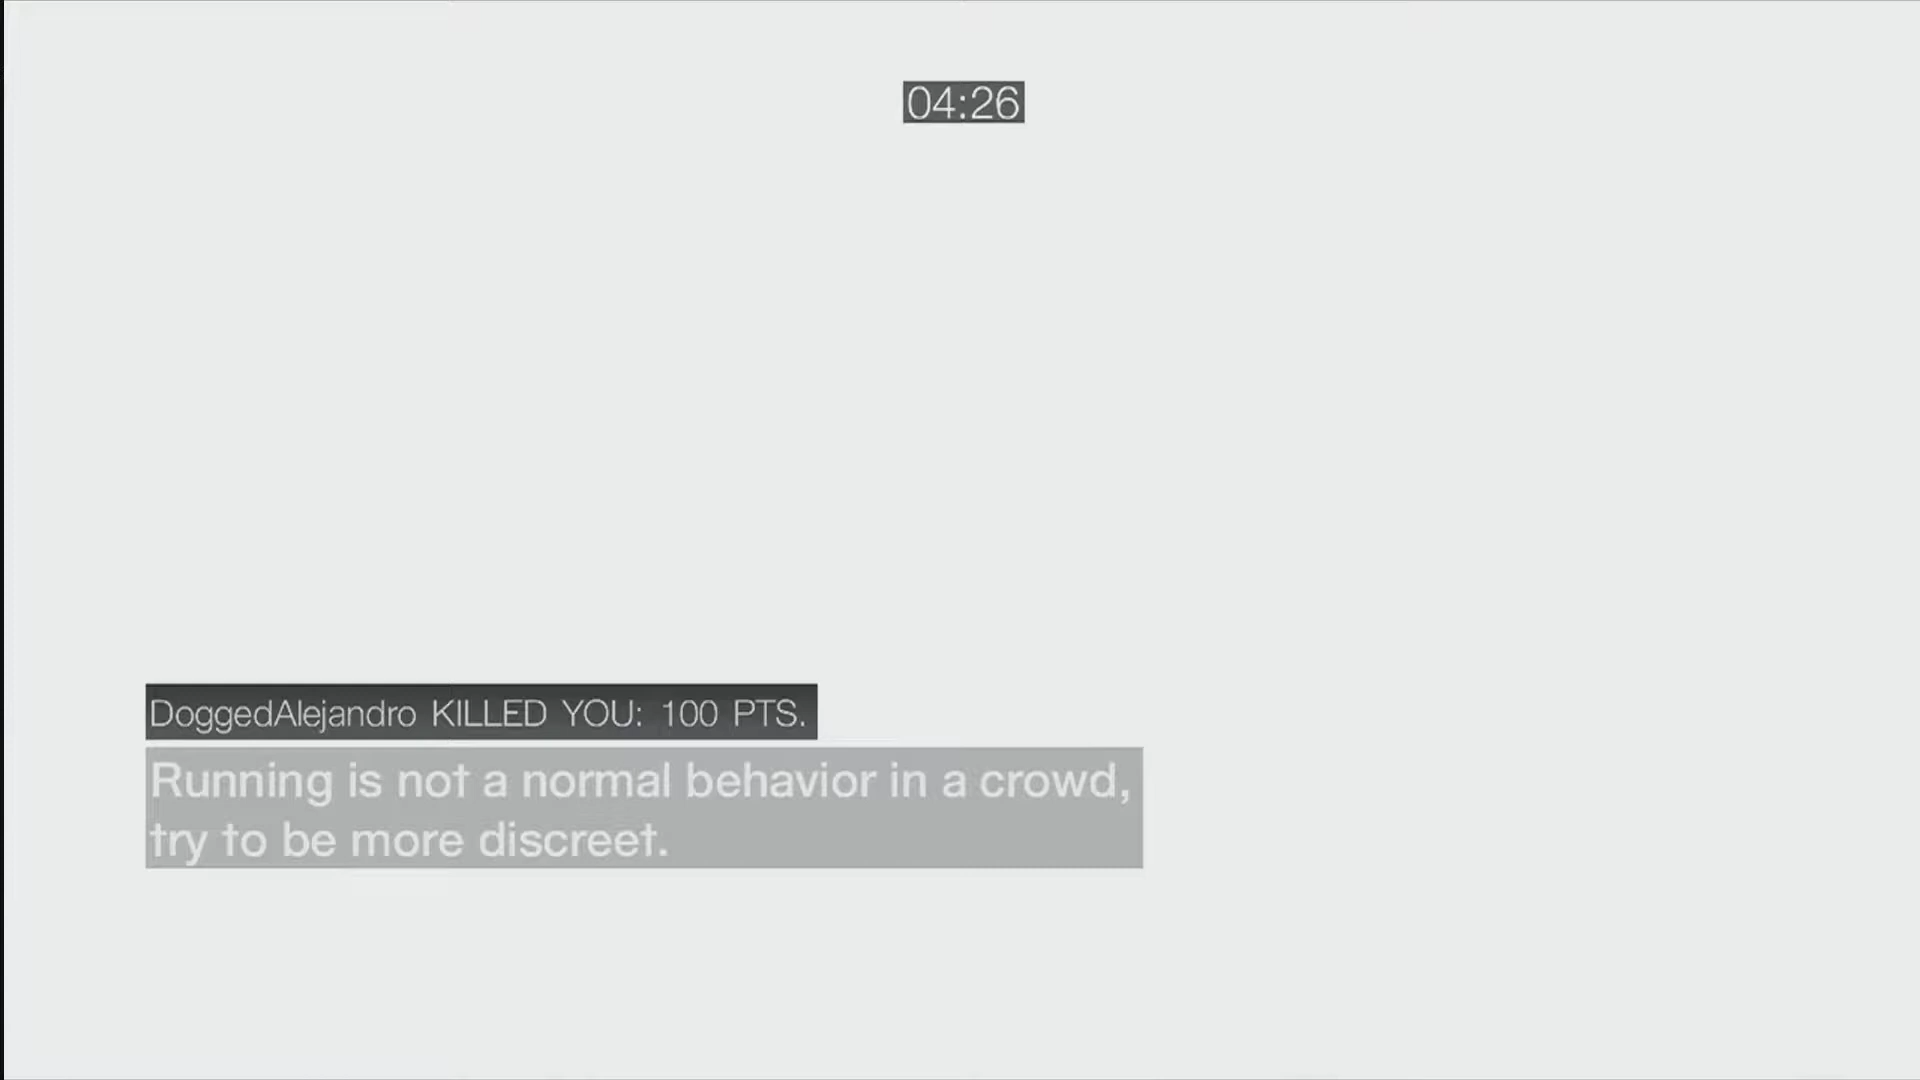 04:26
DoggedAlejandro KILLED YOU: 100 PTS.
Running is not a normal behavior in a crowd,
try to be more discreet.